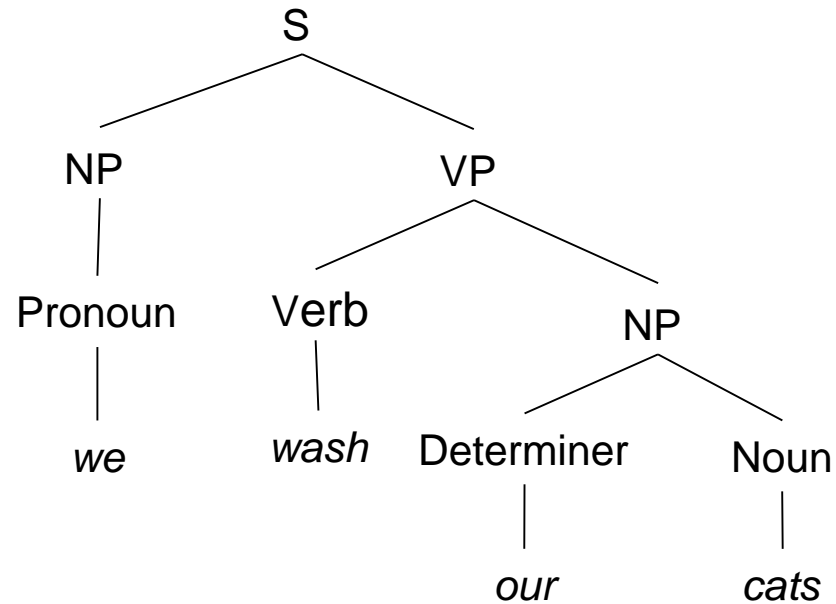 S
NP VP
Pronoun Verb NP
we wash Determiner Noun
our cats